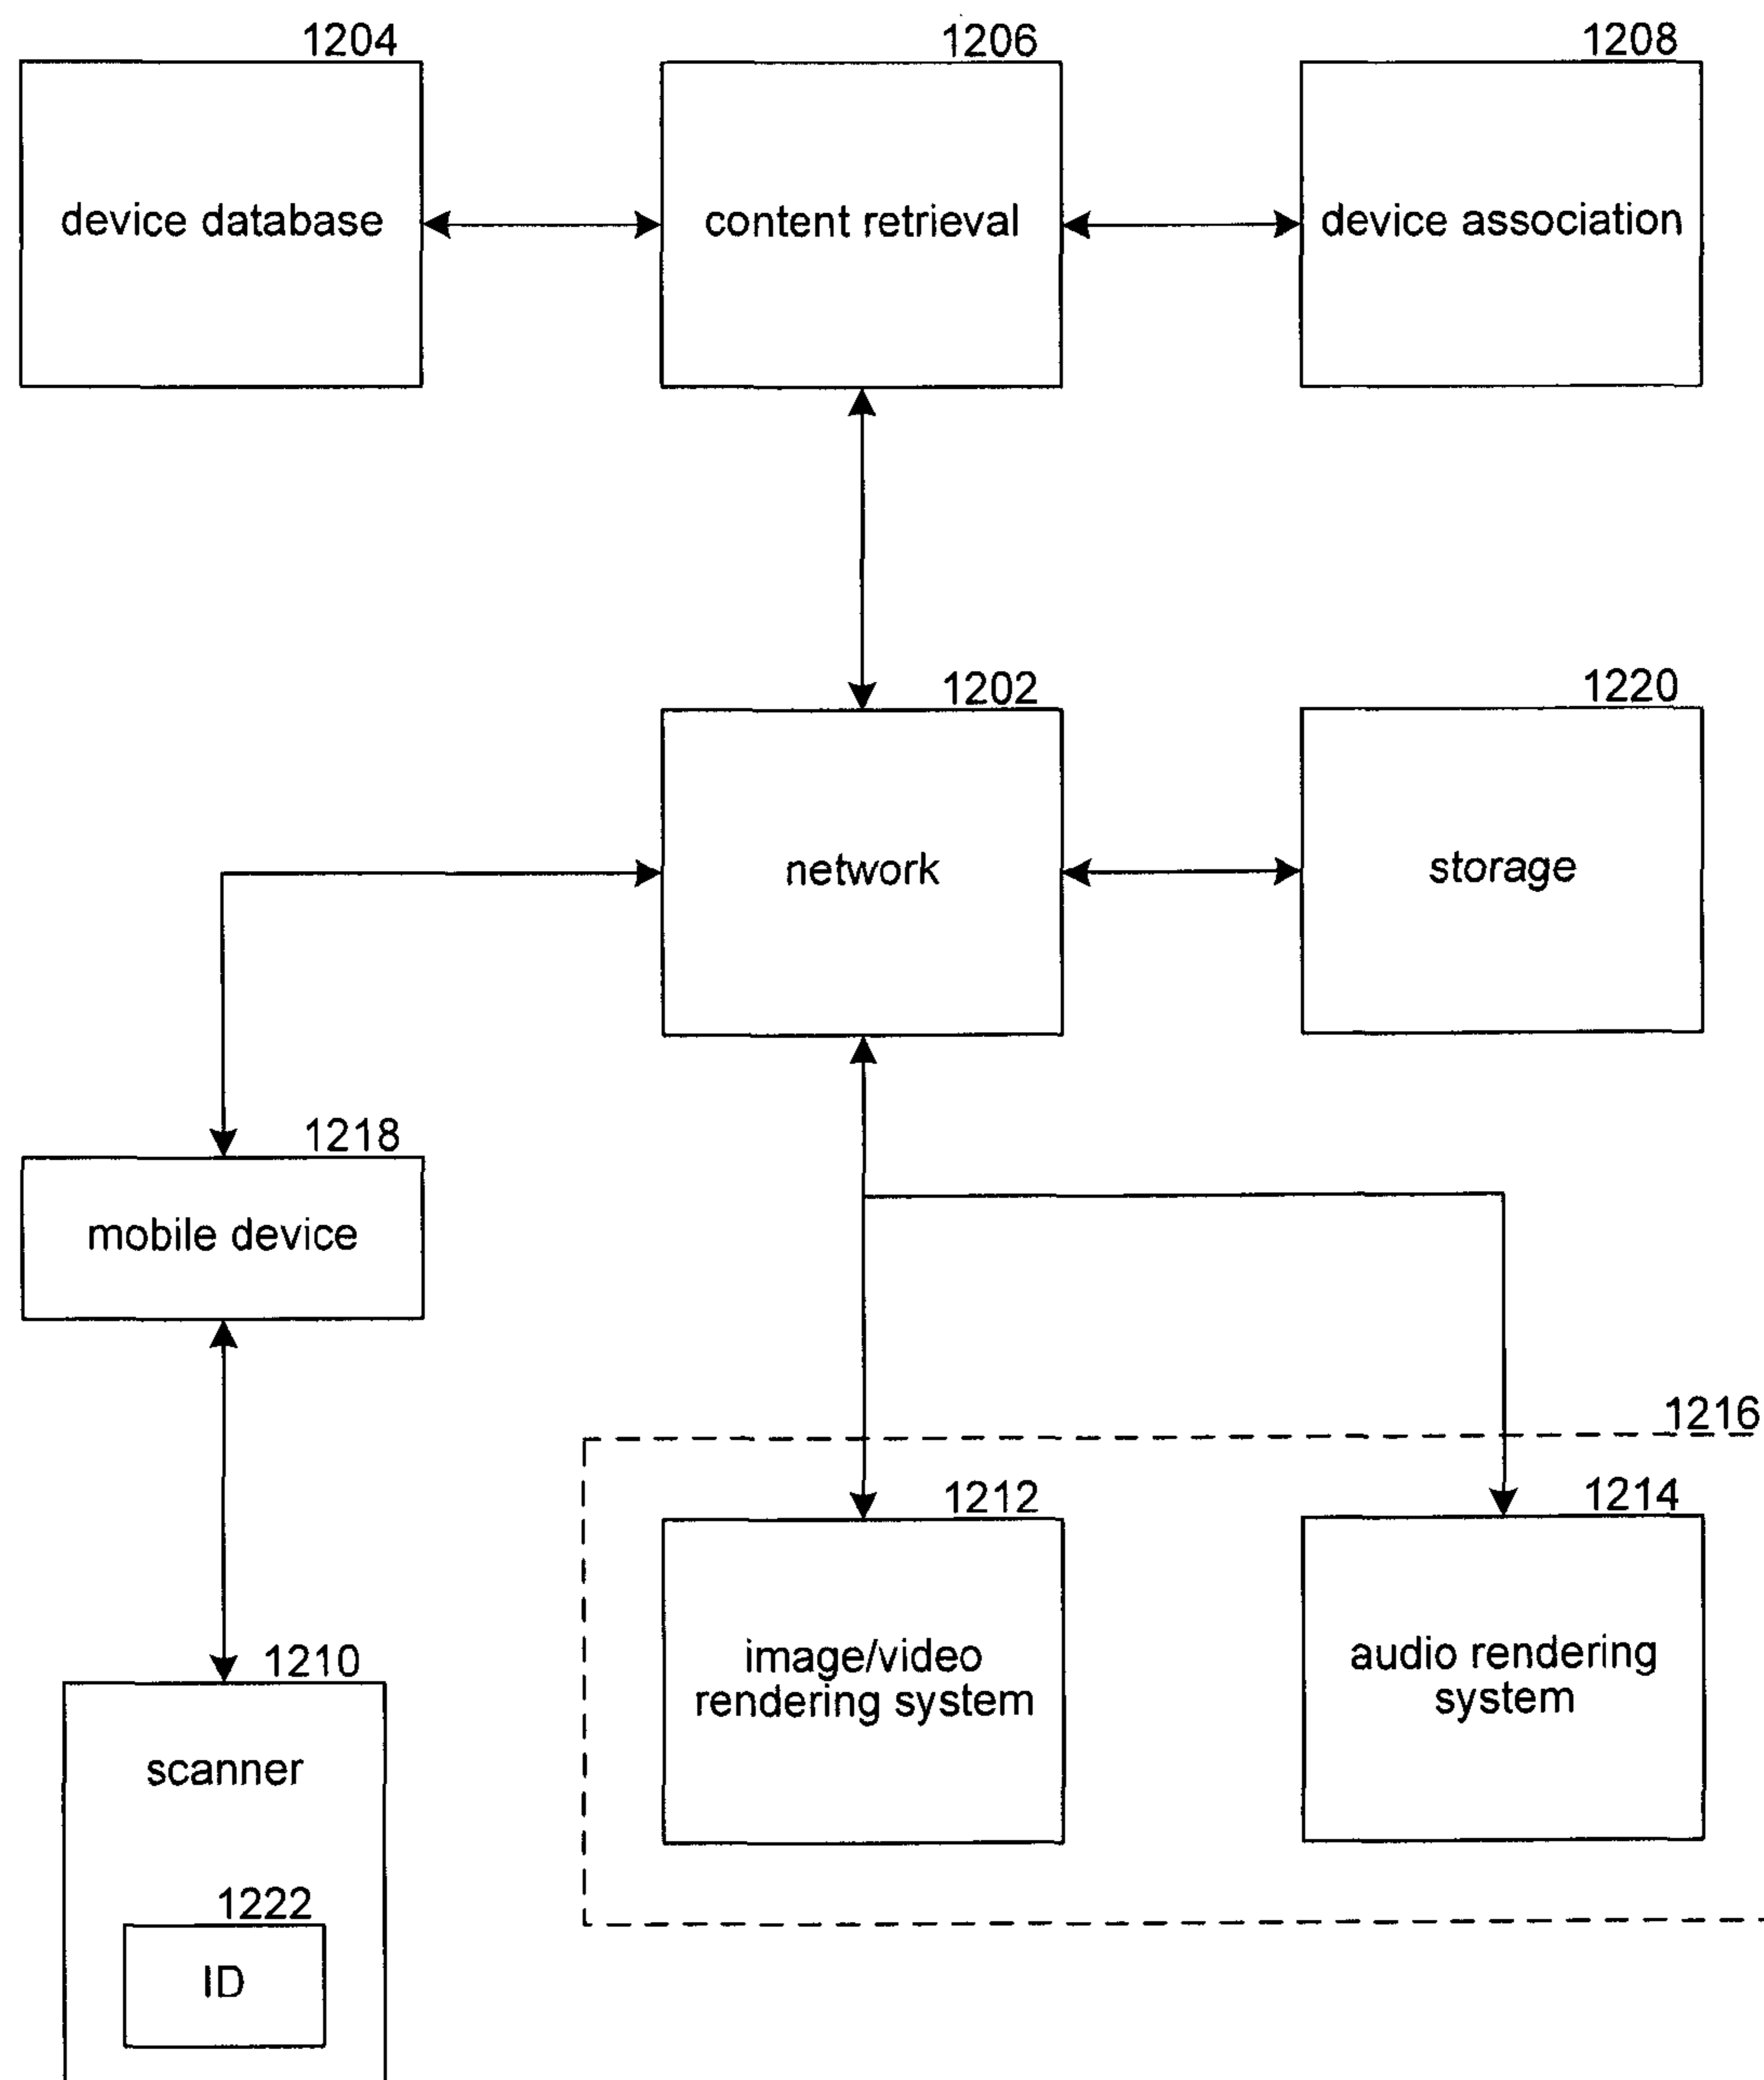 1204
1206
1208
device database
content retrieval
device association
1202
1220
network
storage
1218
mobile device
1216
1210
1212
1214
scanner
image/video
rendering system
audio rendering
system
1222
ID